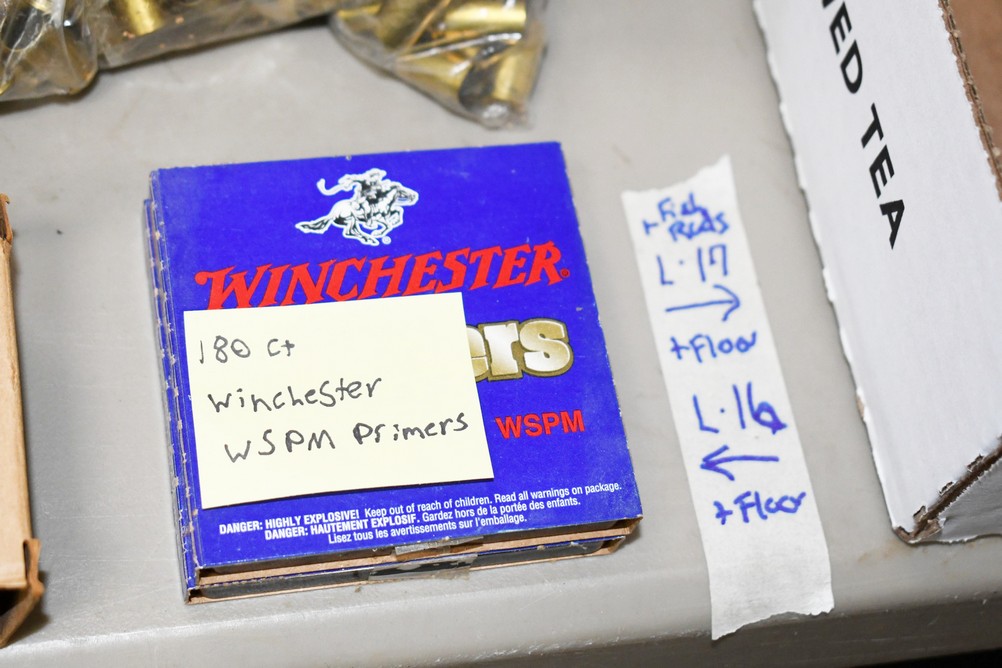 WINCHESTER®
ers
180 ct
Winchester
WSPM Primers
WSPM
DANGER: HIGHLY EXPLOSIVE! Keep out of reach of children. Read all warnings on package.
DANGER: HAUTEMENT EXPLOSIF. Gardez hors de la portée des enfants.
Lisez tous les avertissements sur l'emballage.
L·17
→
+Floor
L·16
←
+Floor
NED TEA